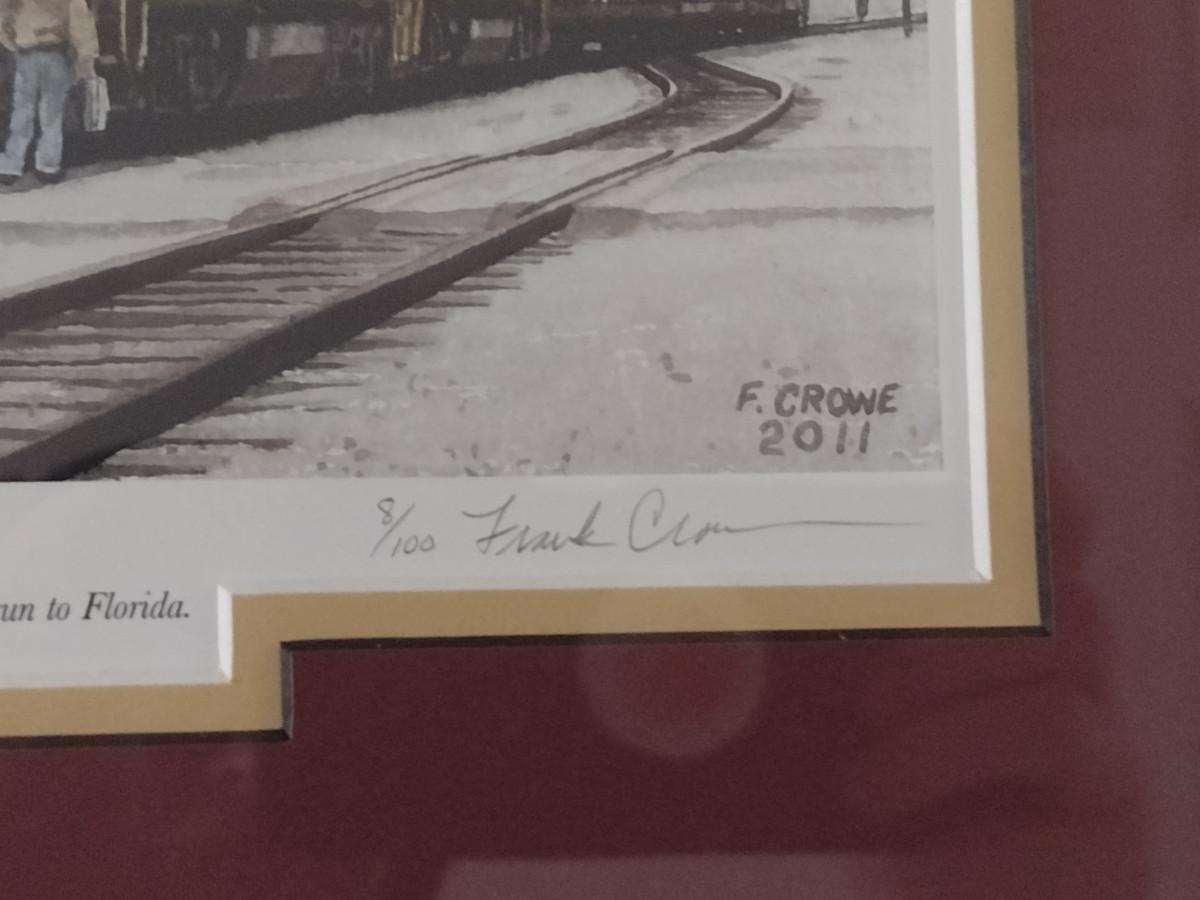 F. CROWE
2011
8/100 Frank Crowe
un to Florida.